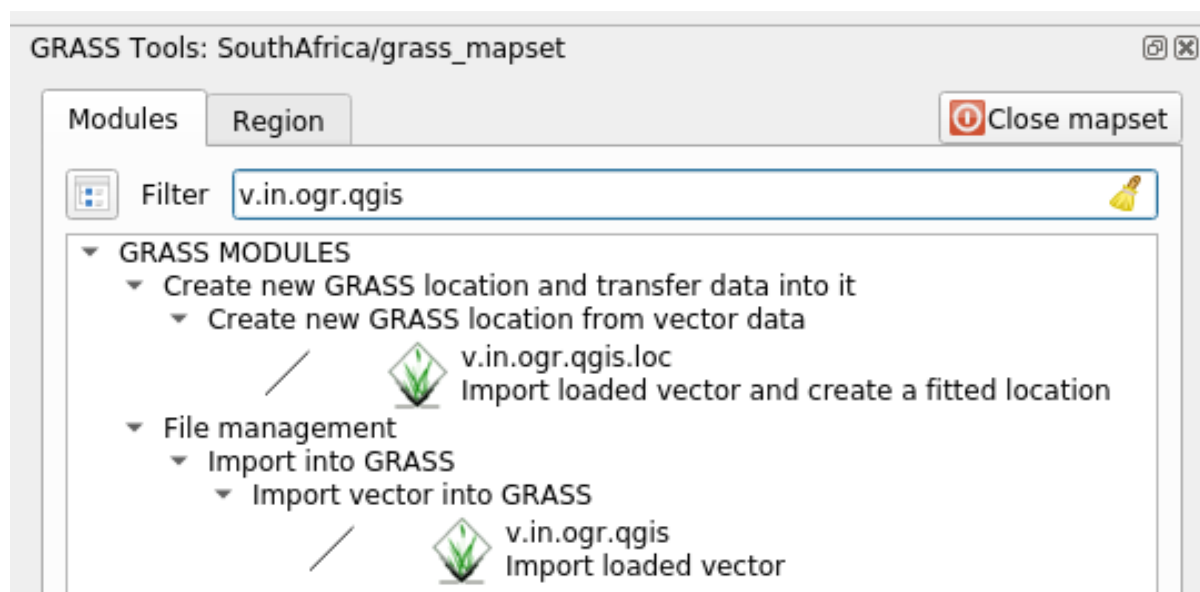 GRASS Tools: SouthAfrica/grass_mapset
Modules
Region
Close mapset
Filter
v.in.ogr.qgis
GRASS MODULES
Create new GRASS location and transfer data into it
Create new GRASS location from vector data
v.in.ogr.qgis.loc
Import loaded vector and create a fitted location
File management
Import into GRASS
Import vector into GRASS
v.in.ogr.qgis
Import loaded vector